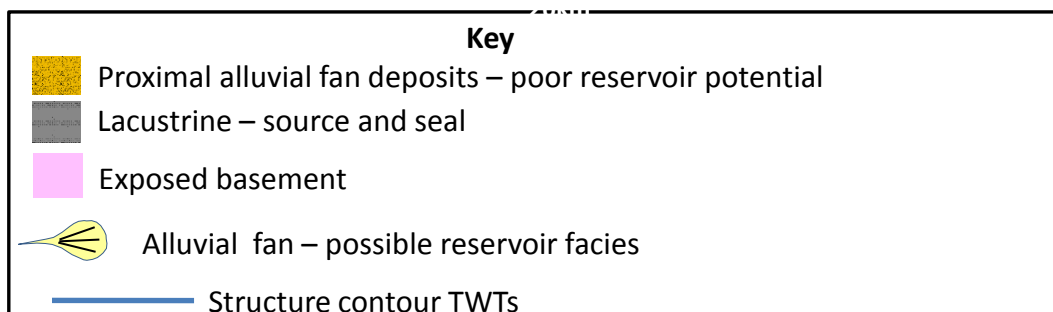 Key
Proximal alluvial fan deposits – poor reservoir potential
Lacustrine – source and seal
Exposed basement
Alluvial fan – possible reservoir facies
Structure contour TWTs